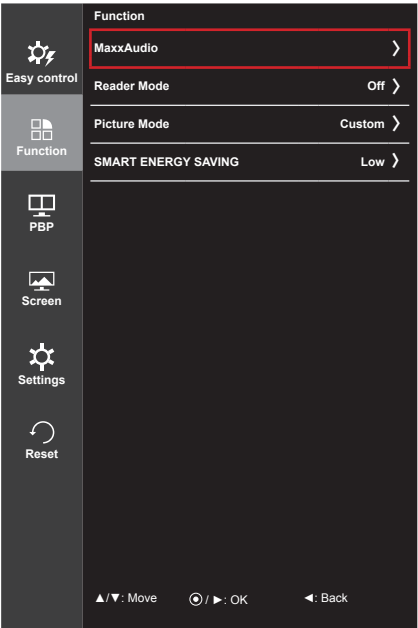 Function
MaxxAudio
Easy control
Reader Mode Off
Picture Mode Custom
Function
SMART ENERGY SAVING Low
PBP
Screen
Settings
Reset
▲/▼: Move ⦿ / ►: OK ◄: Back